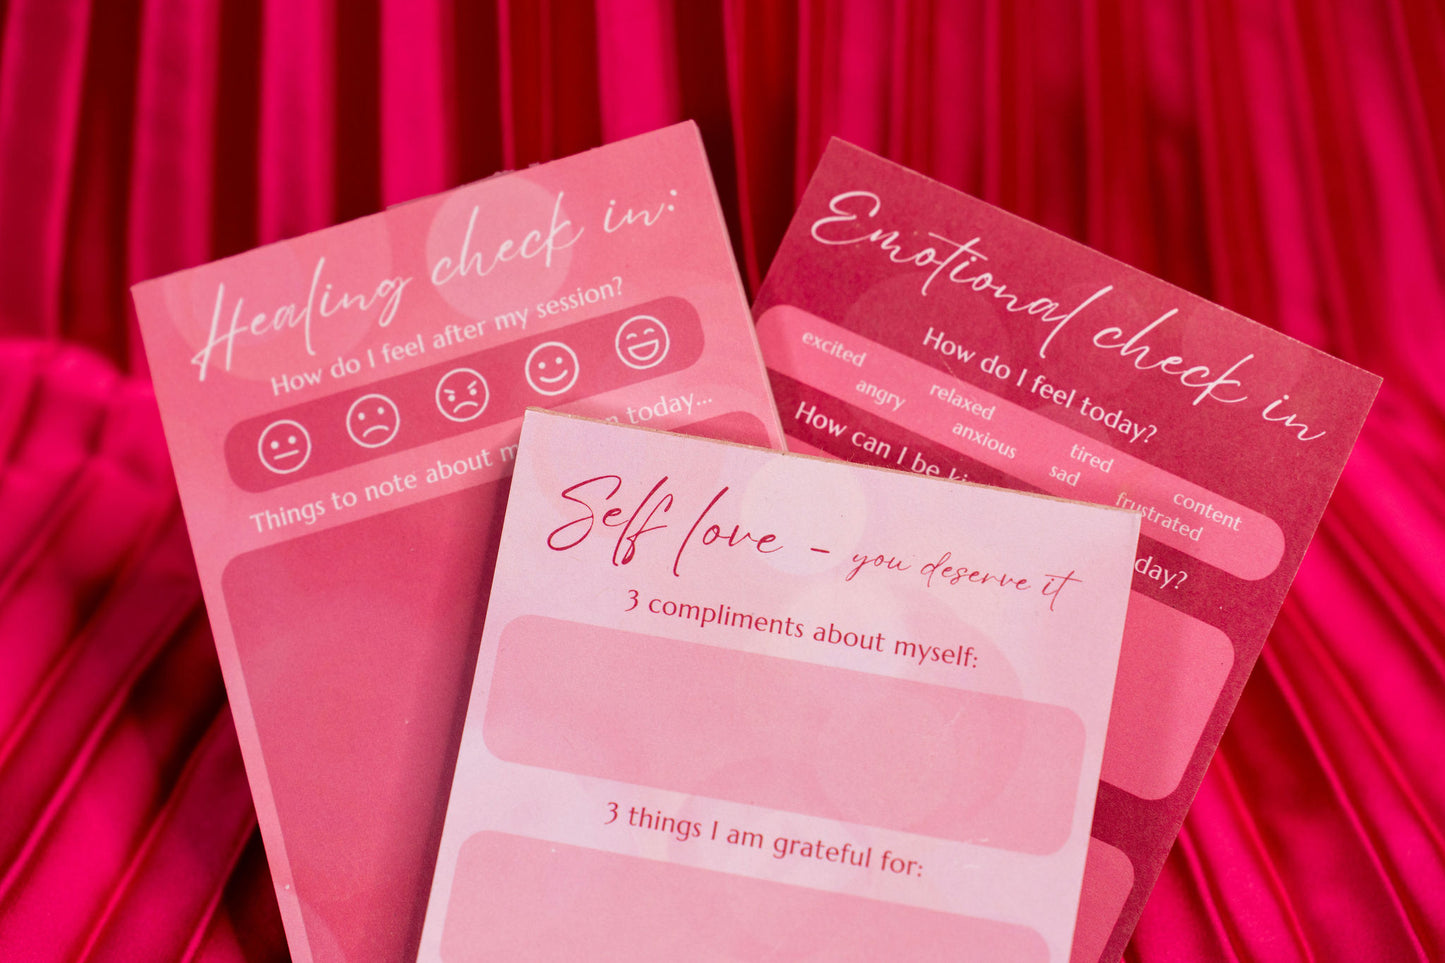 Healing check in:
How do I feel after my session?
Things to note about m
n today...
Emotional check in
How do I feel today?
excited relaxed tired content
angry anxious sad frustrated
How can I be
day?
Self love - you deserve it
3 compliments about myself:
3 things I am grateful for: